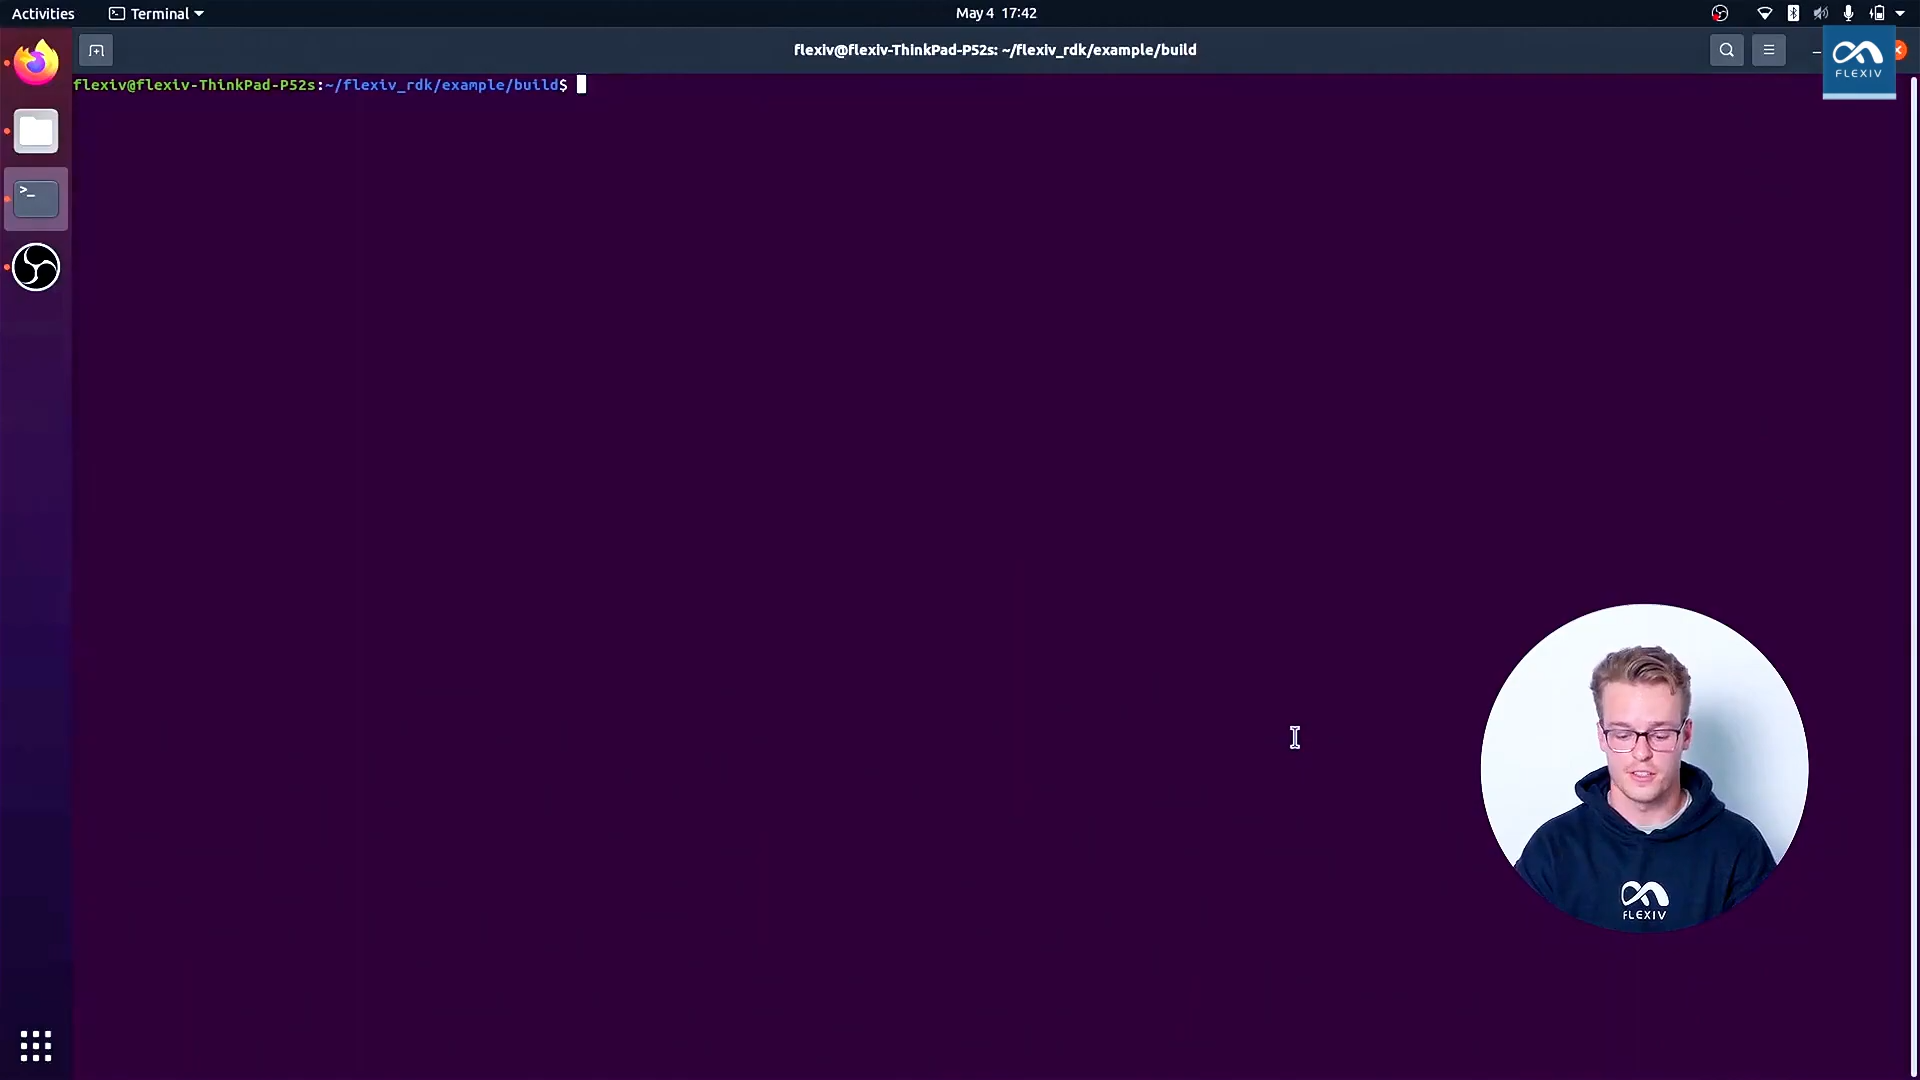 Activities
Terminal
May 4 17:42
flexiv@flexiv-ThinkPad-P52s: ~/flexiv_rdk/example/build
FLEXIV
flexiv@flexiv-ThinkPad-P52s:~/flexiv_rdk/example/build$
>_
FLEXIV